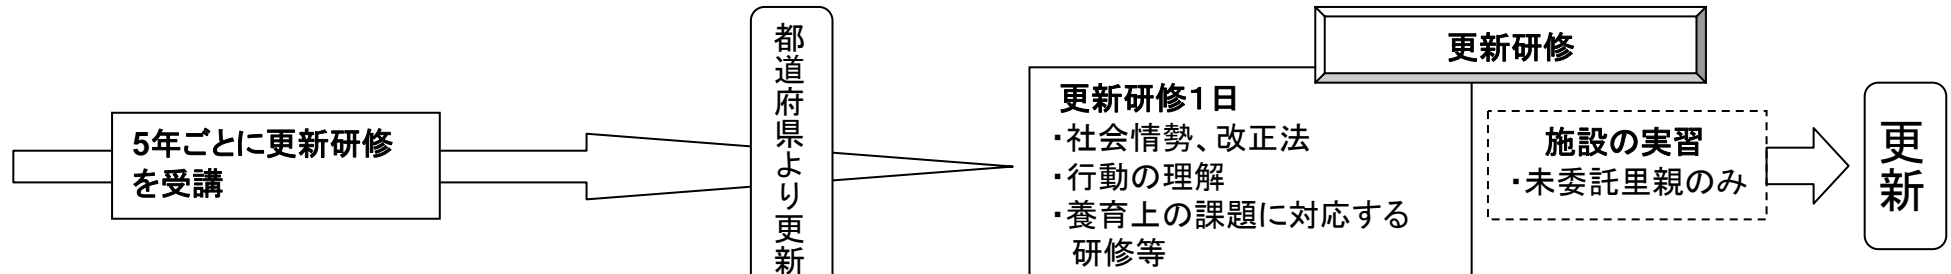 5年ごとに更新研修
を受講
都道府県より更新
更新研修
更新研修1日
・社会情勢、改正法
・行動の理解
・養育上の課題に対応する
研修等
施設の実習
・未委託里親のみ
更新